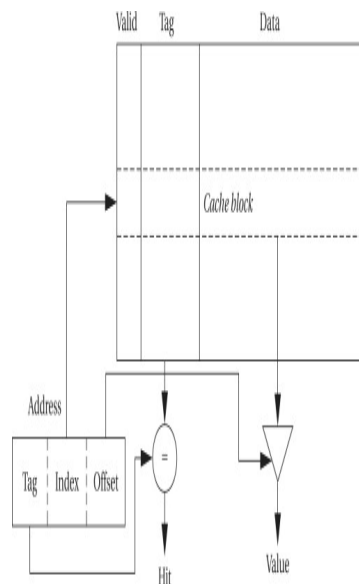 Valid Tag Data
Cache block
Address
Tag Index Offset
=
Hit
Value